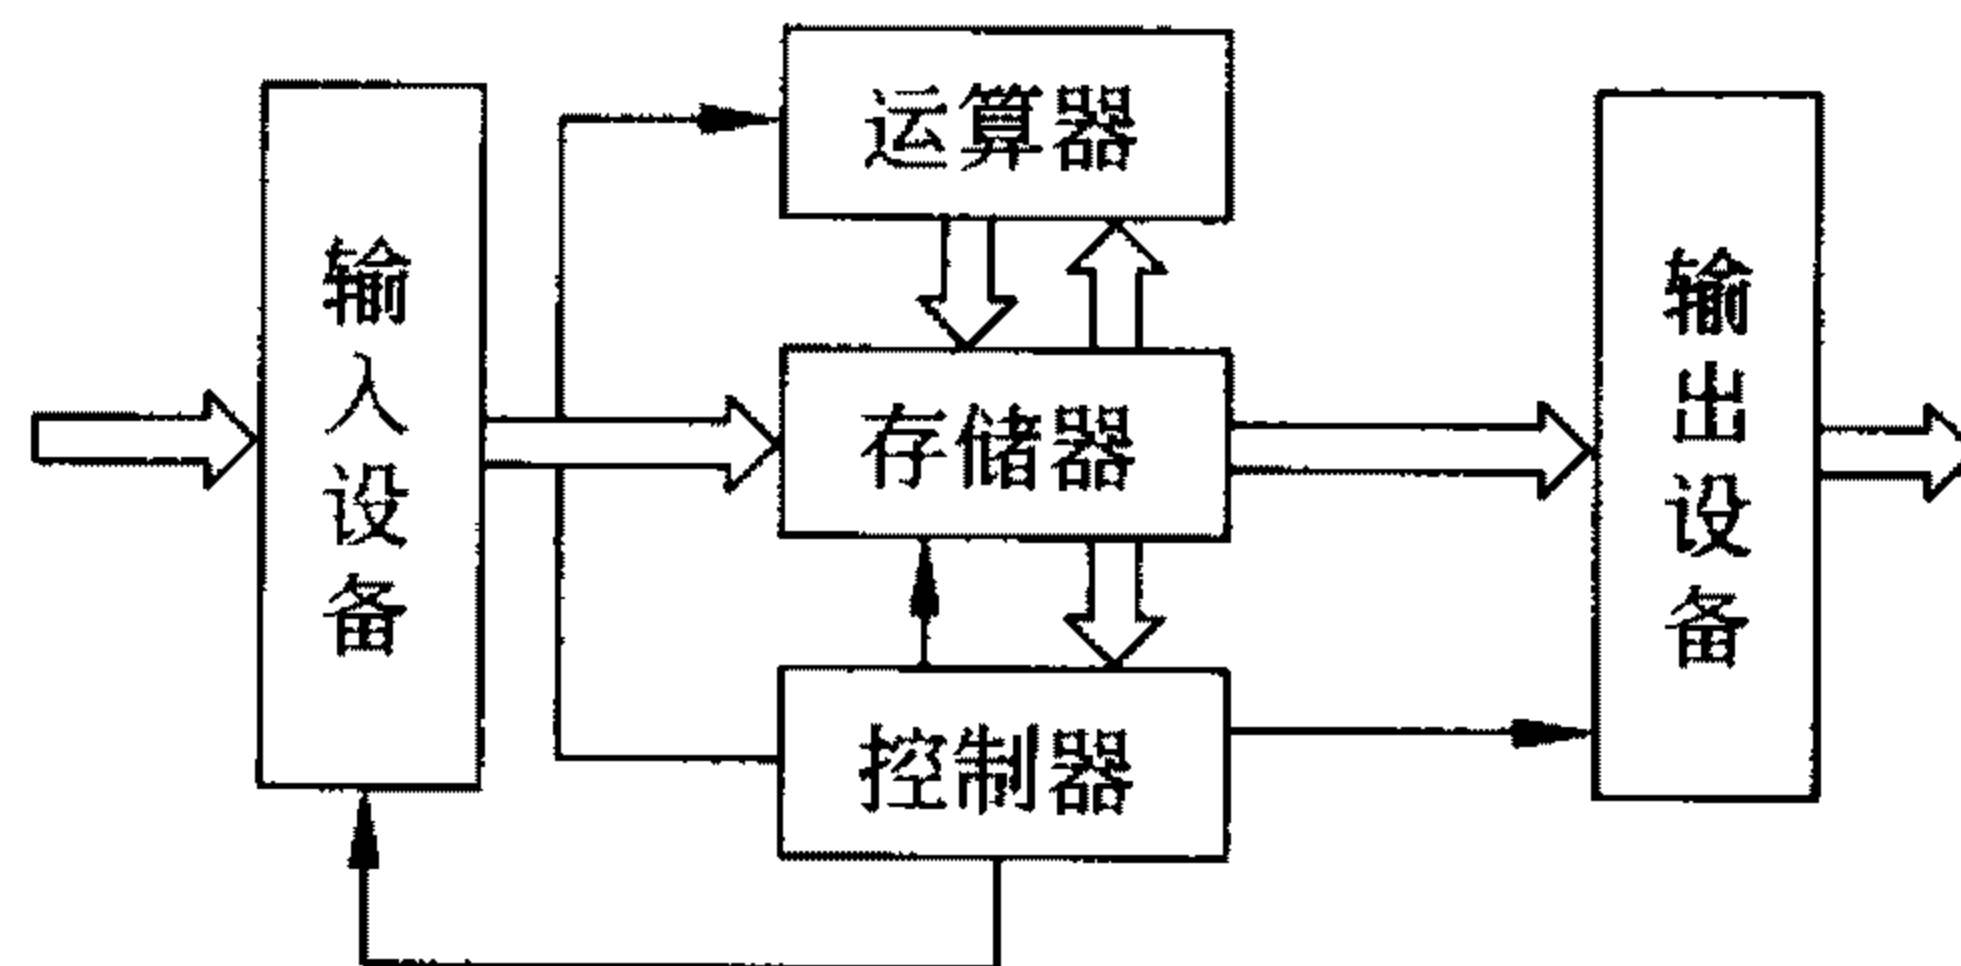 输入设备
运算器
存储器
控制器
输出设备